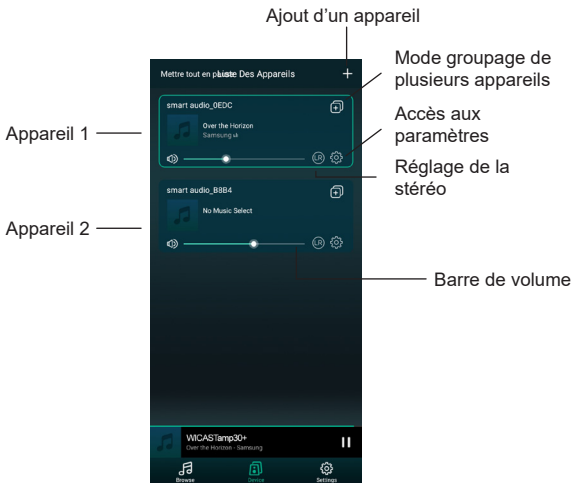 Ajout d'un appareil
Mode groupage de
plusieurs appareils
Accès aux
paramètres
Réglage de la
stéréo
Barre de volume
Appareil 1
Appareil 2
Mettre tout en pause Liste Des Appareils
smart audio_0EDC
Over the Horizon
Samsung
LR
smart audio_B8B4
No Music Select
LR
WICASTamp30+
Over the Horizon - Samsung
Browse
Device
Settings